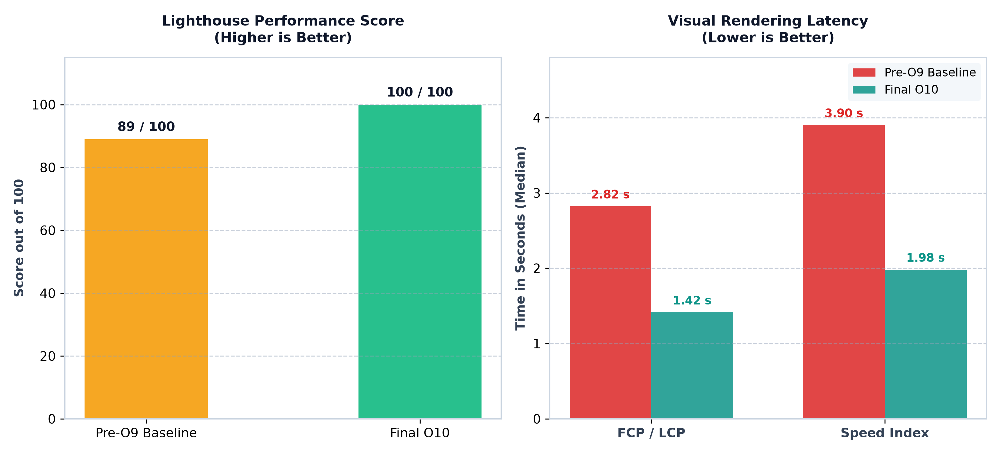 Lighthouse Performance Score
(Higher is Better)
Score out of 100
100
80
60
40
20
0
89 / 100
100 / 100
Pre-O9 Baseline
Final O10
Visual Rendering Latency
(Lower is Better)
Time in Seconds (Median)
4
3
2
1
0
Pre-O9 Baseline
Final O10
2.82 s
1.42 s
3.90 s
1.98 s
FCP / LCP
Speed Index